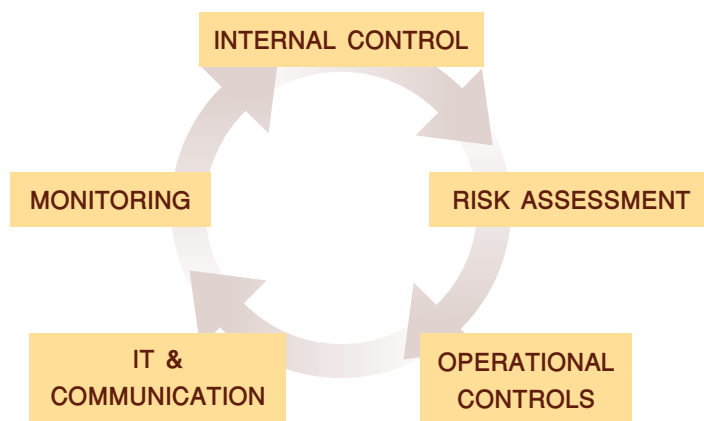 INTERNAL CONTROL
MONITORING
RISK ASSESSMENT
IT &
COMMUNICATION
OPERATIONAL
CONTROLS